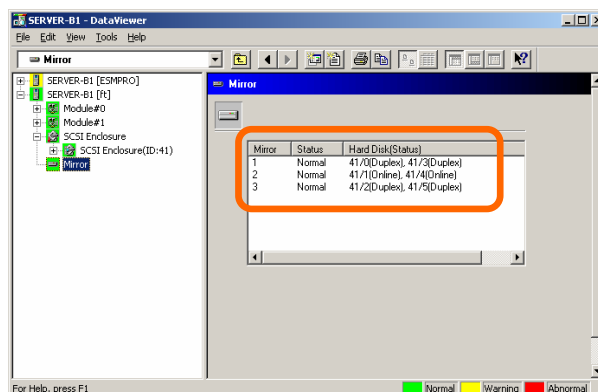 SERVER-B1 - DataViewer
File Edit View Tools Help
Mirror
SERVER-B1 [ESMPRO]
SERVER-B1 [ft]
Module#0
Module#1
SCSI Enclosure
SCSI Enclosure(ID:41)
Mirror
Mirror
Mirror Status Hard Disk(Status)
1 Normal 41/0(Duplex), 41/3(Duplex)
2 Normal 41/1(Online), 41/4(Online)
3 Normal 41/2(Duplex), 41/5(Duplex)
For Help, press F1
Normal Warning Abnormal